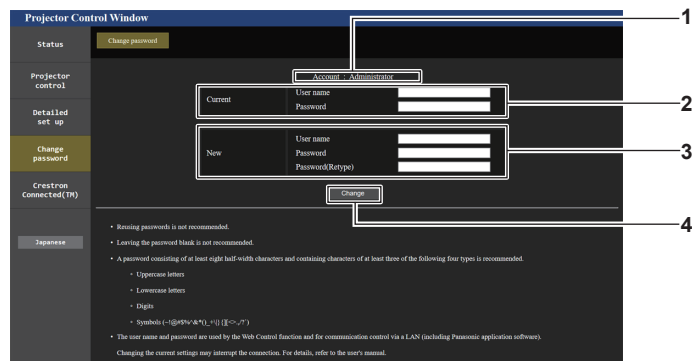 Projector Control Window
Status
Change password
1
Projector
control
Account : Administrator
Current
User name
Password
2
Detailed
set up
New
User name
Password
Password(Retype)
3
Change
password
Change
4
Crestron
Connected(TM)
Japanese
• Reusing passwords is not recommended.
• Leaving the password blank is not recommended.
• A password consisting of at least eight half-width characters and containing characters of at least three of the following four types is recommended.
• Uppercase letters
• Lowercase letters
• Digits
• Symbols (~!@#$%^&*()_+\|{}[]<>.,/?`)
• The user name and password are used by the Web Control function and for communication control via a LAN (including Panasonic application software).
Changing the current settings may interrupt the connection. For details, refer to the user's manual.